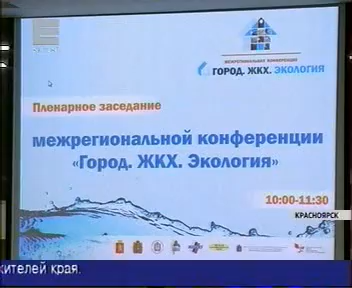 МЕЖРЕГИОНАЛЬНАЯ КОНФЕРЕНЦИЯ
ГОРОД. ЖКХ. ЭКОЛОГИЯ
Пленарное заседание
межрегиональной конференции
«Город. ЖКХ. Экология»
10:00-11:30
КРАСНОЯРСК
жителей края.